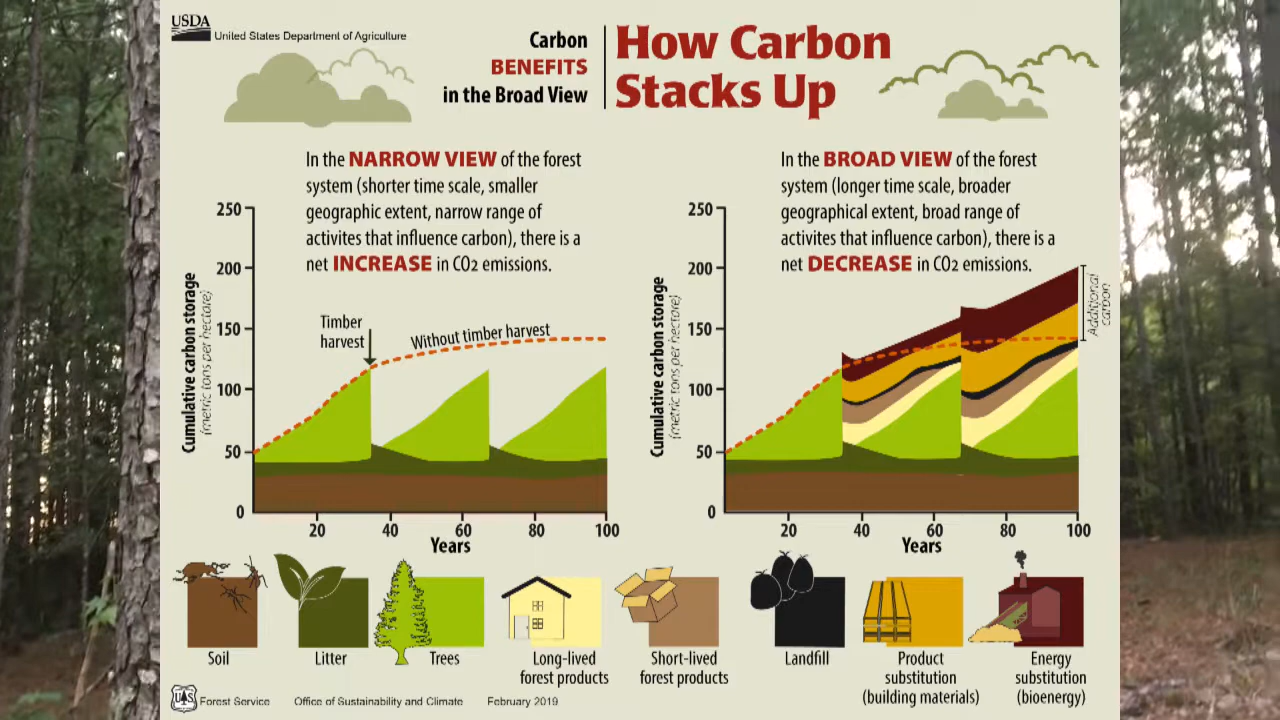 USDA
United States Department of Agriculture
Carbon
BENEFITS
in the Broad View
How Carbon
Stacks Up
In the NARROW VIEW of the forest
system (shorter time scale, smaller
geographic extent, narrow range of
activites that influence carbon), there is a
net INCREASE in CO2 emissions.
Cumulative carbon storage
(metric tons per hectare)
250
200
150
100
50
0
Timber
harvest
Without timber harvest
20
40
60
80
100
Years
In the BROAD VIEW of the forest
system (longer time scale, broader
geographical extent, broad range of
activites that influence carbon), there is a
net DECREASE in CO2 emissions.
Cumulative carbon storage
(metric tons per hectare)
250
200
150
100
50
0
Additional
carbon
20
40
60
80
100
Years
Soil
Litter
Trees
Long-lived
forest products
Short-lived
forest products
Landfill
Product
substitution
(building materials)
Energy
substitution
(bioenergy)
U S
Forest Service
Office of Sustainability and Climate
February 2019